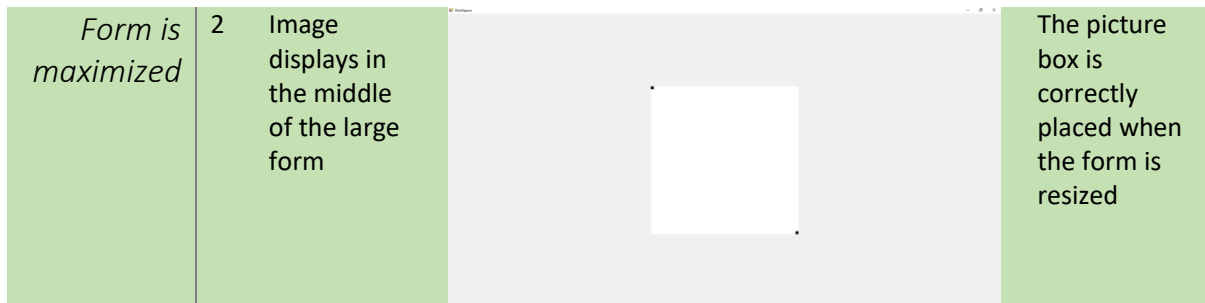 Form is
maximized
2
Image
displays in
the middle
of the large
form
Workspace
The picture
box is
correctly
placed when
the form is
resized